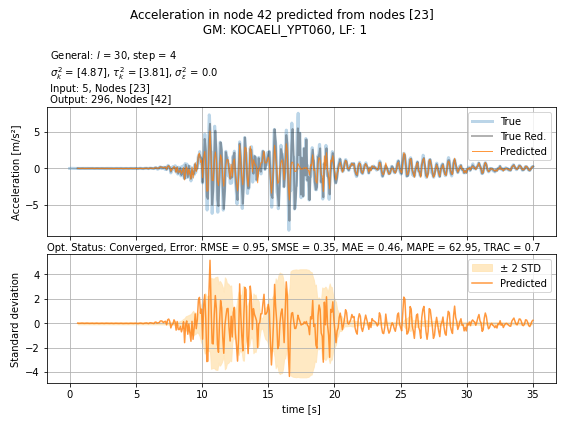 Acceleration in node 42 predicted from nodes [23]
GM: KOCAELI_YPT060, LF: 1
General: l = 30, step = 4
σ²ₖ = [4.87], τ²ₖ = [3.81], σ²ε = 0.0
Input: 5, Nodes [23]
Output: 296, Nodes [42]
Acceleration [m/s²]
5
0
−5
True
True Red.
Predicted
Opt. Status: Converged, Error: RMSE = 0.95, SMSE = 0.35, MAE = 0.46, MAPE = 62.95, TRAC = 0.7
Standard deviation
4
2
0
−2
−4
± 2 STD
Predicted
0 5 10 15 20 25 30 35
time [s]